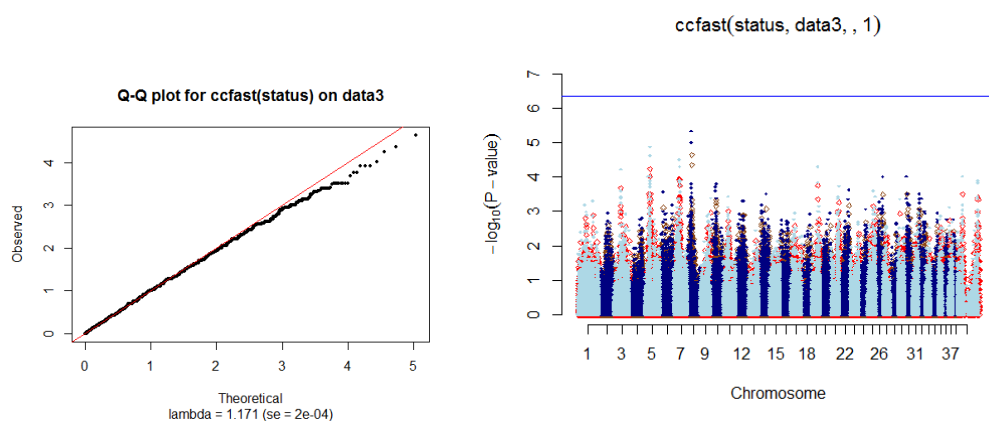 Q-Q plot for ccfast(status) on data3
Observed
0 1 2 3 4
0 1 2 3 4 5
Theoretical
lambda = 1.171 (se = 2e-04)
ccfast(status, data3, , 1)
−log10(P − value)
0 1 2 3 4 5 6 7
1 3 5 7 9 12 15 18 22 26 31 37
Chromosome